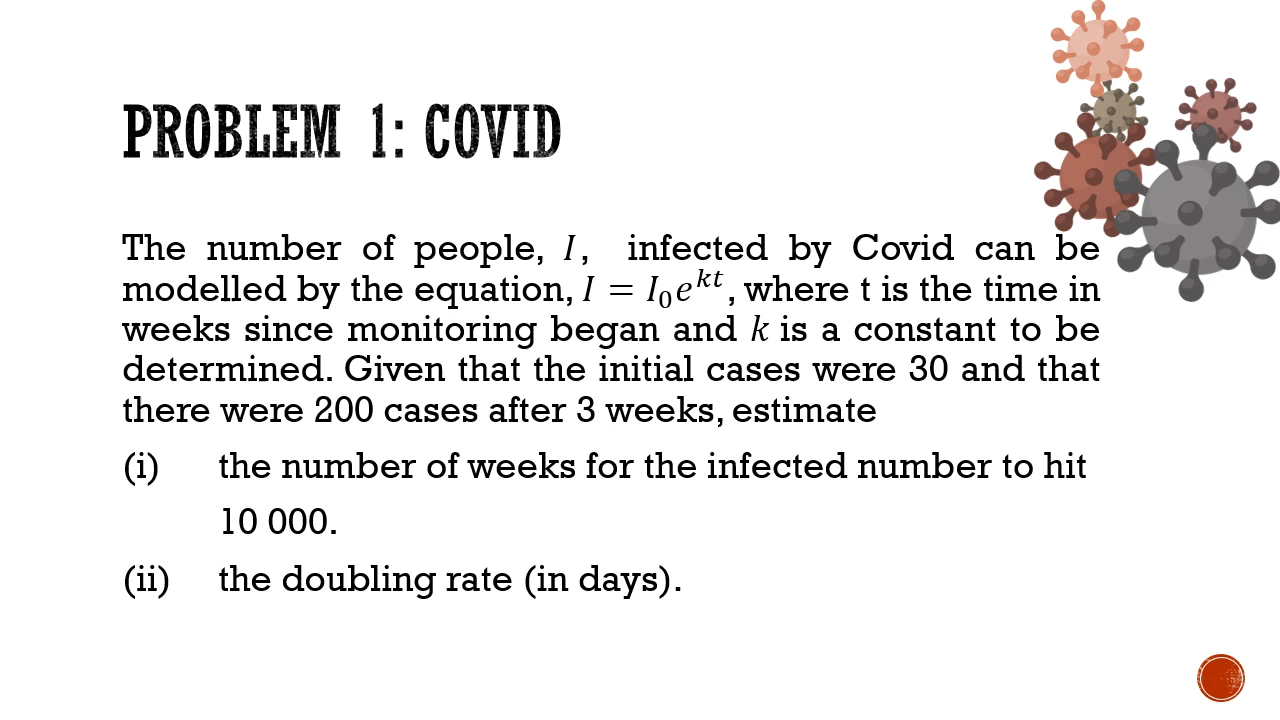 PROBLEM 1: COVID
The number of people, I, infected by Covid can be
modelled by the equation, I = I₀eᵏᵗ, where t is the time in
weeks since monitoring began and k is a constant to be
determined. Given that the initial cases were 30 and that
there were 200 cases after 3 weeks, estimate
(i) the number of weeks for the infected number to hit
10 000.
(ii) the doubling rate (in days).